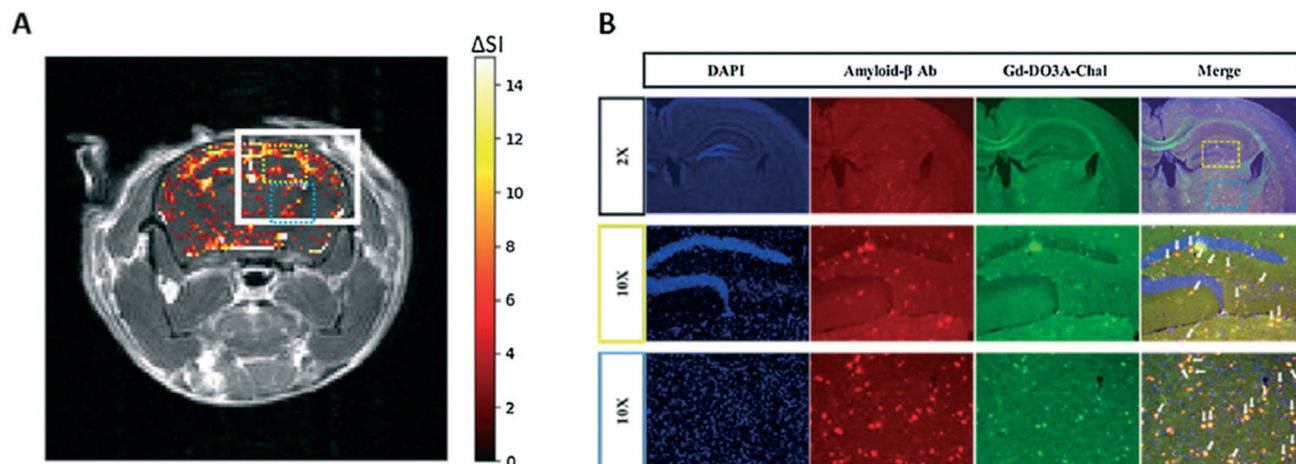 A
ΔSI
14
12
10
8
6
4
2
0
B
DAPI Amyloid-β Ab Gd-DO3A-Chal Merge
2X
10X
10X